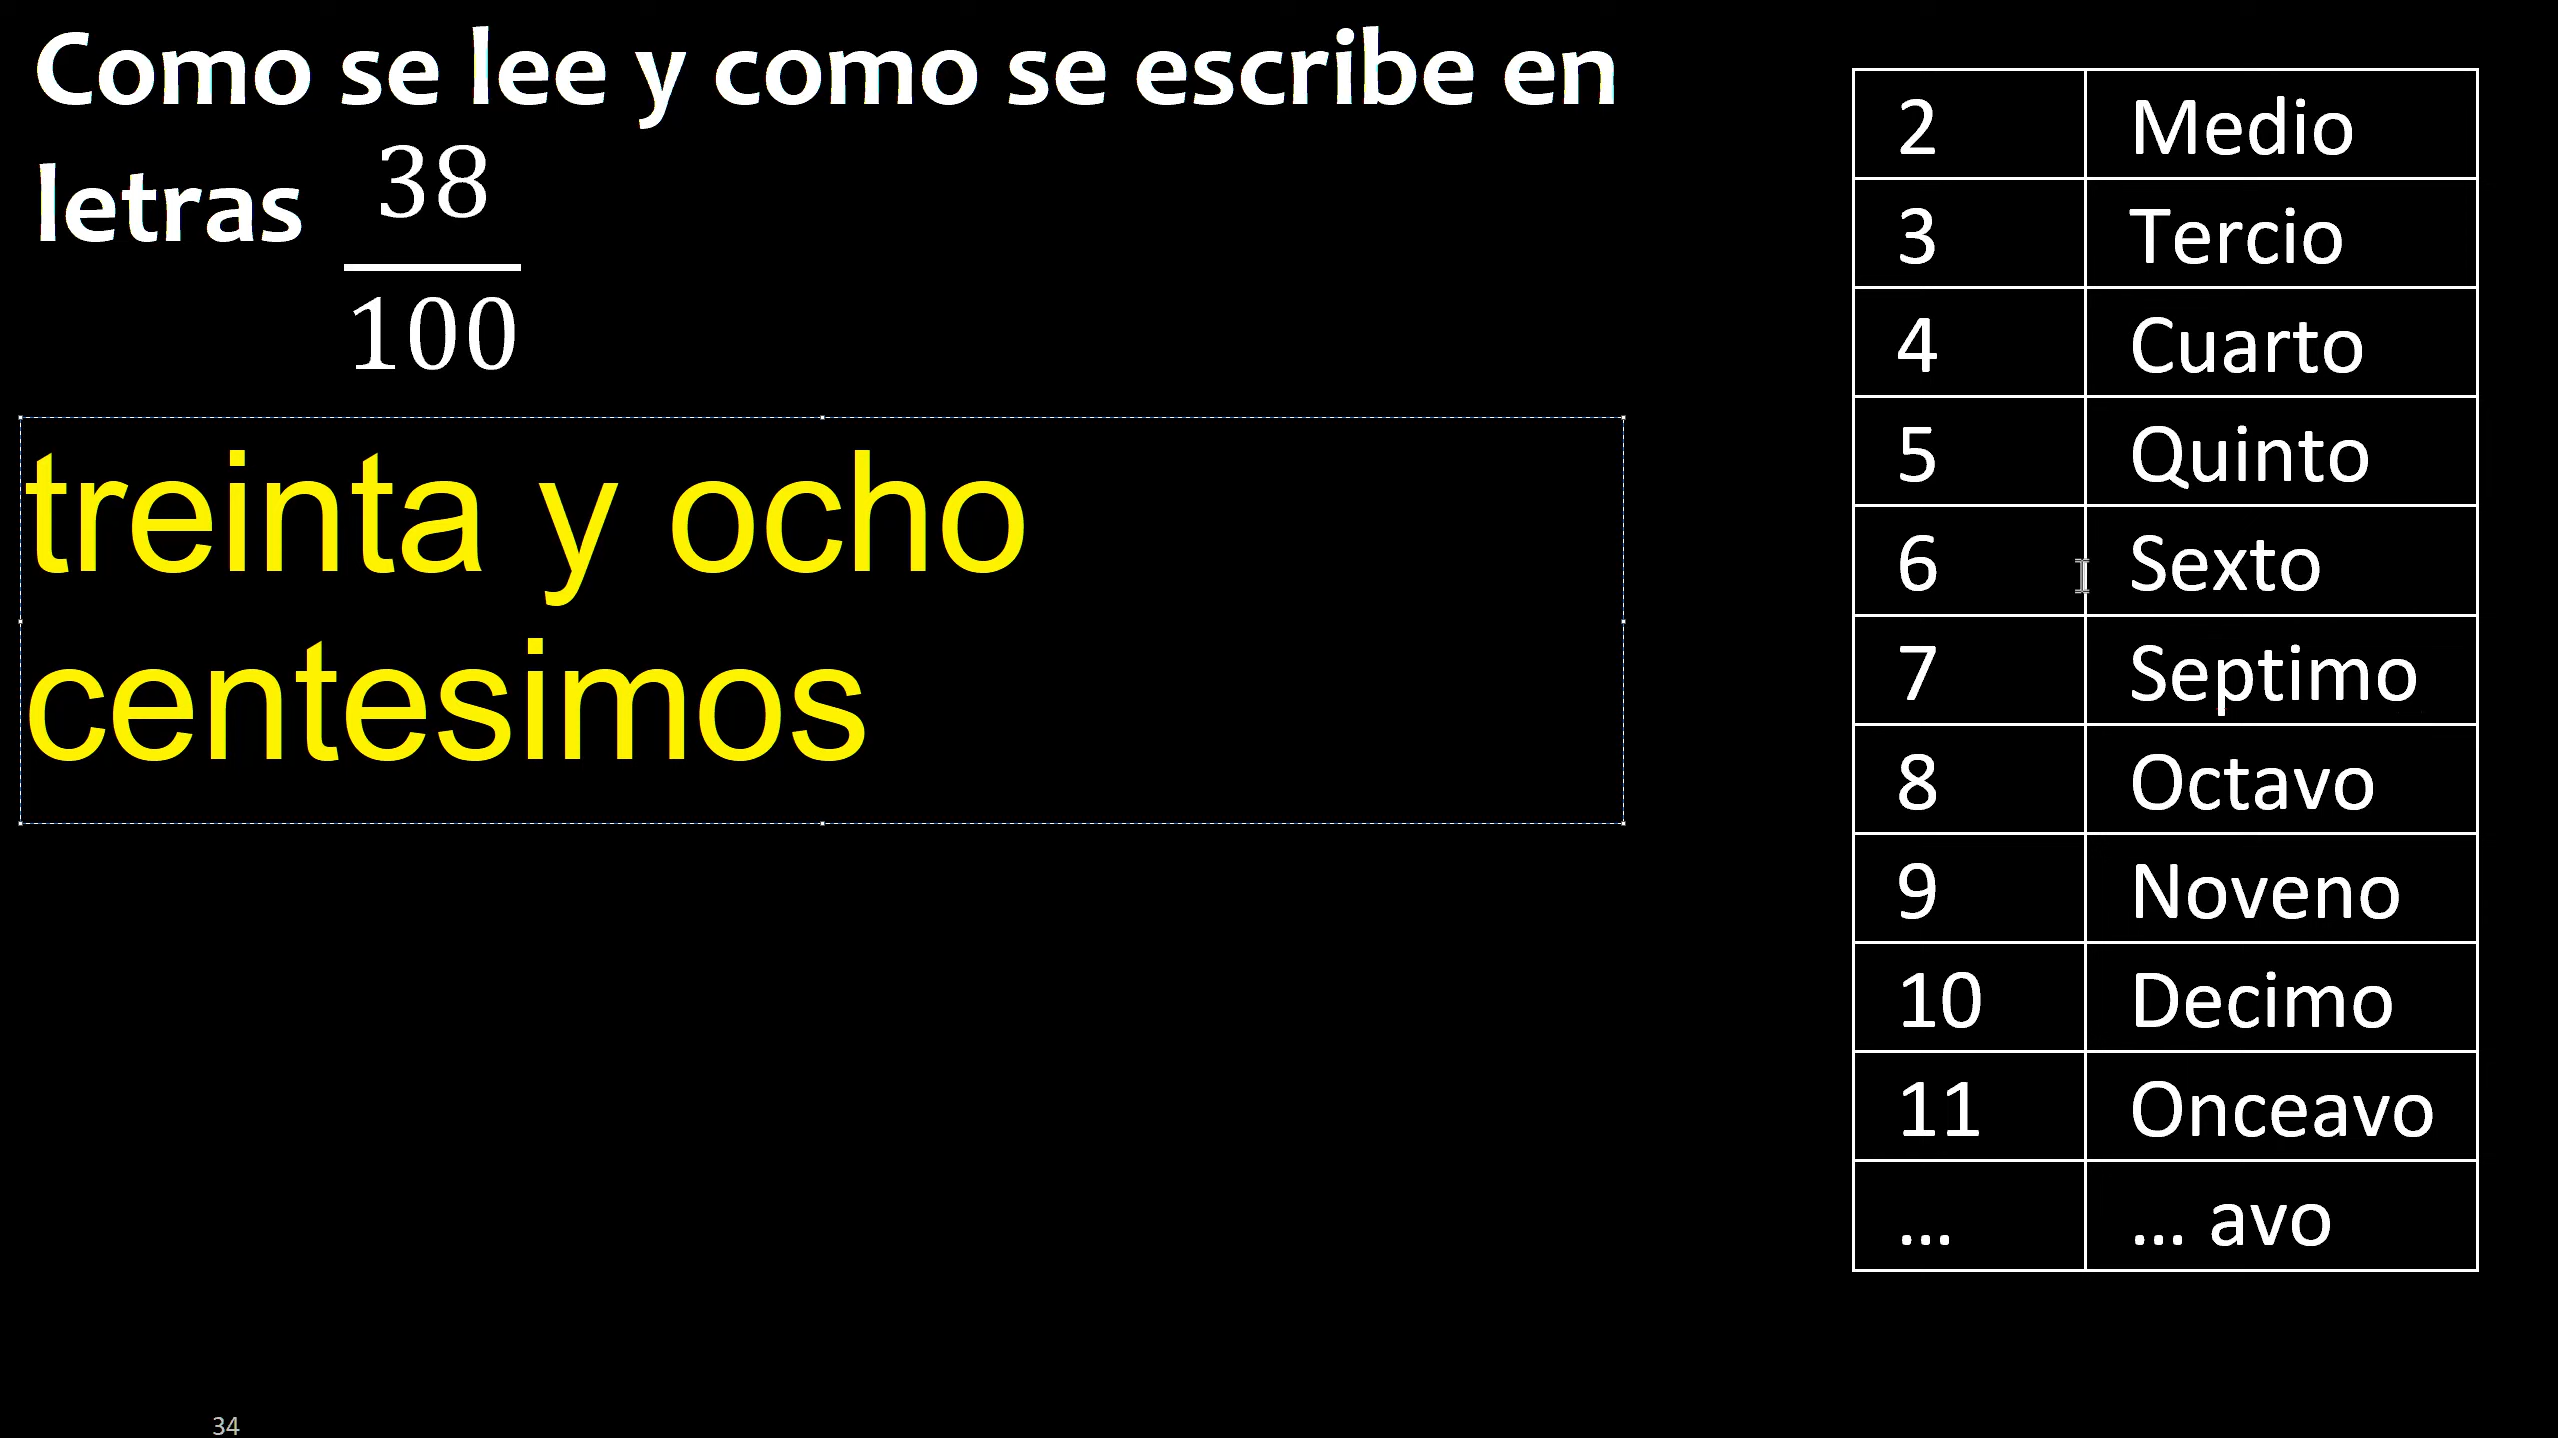 Como se lee y como se escribe en
letras 38
100
treinta y ocho
centesimos
2 Medio
3 Tercio
4 Cuarto
5 Quinto
6 Sexto
7 Septimo
8 Octavo
9 Noveno
10 Decimo
11 Onceavo
... ... avo
34